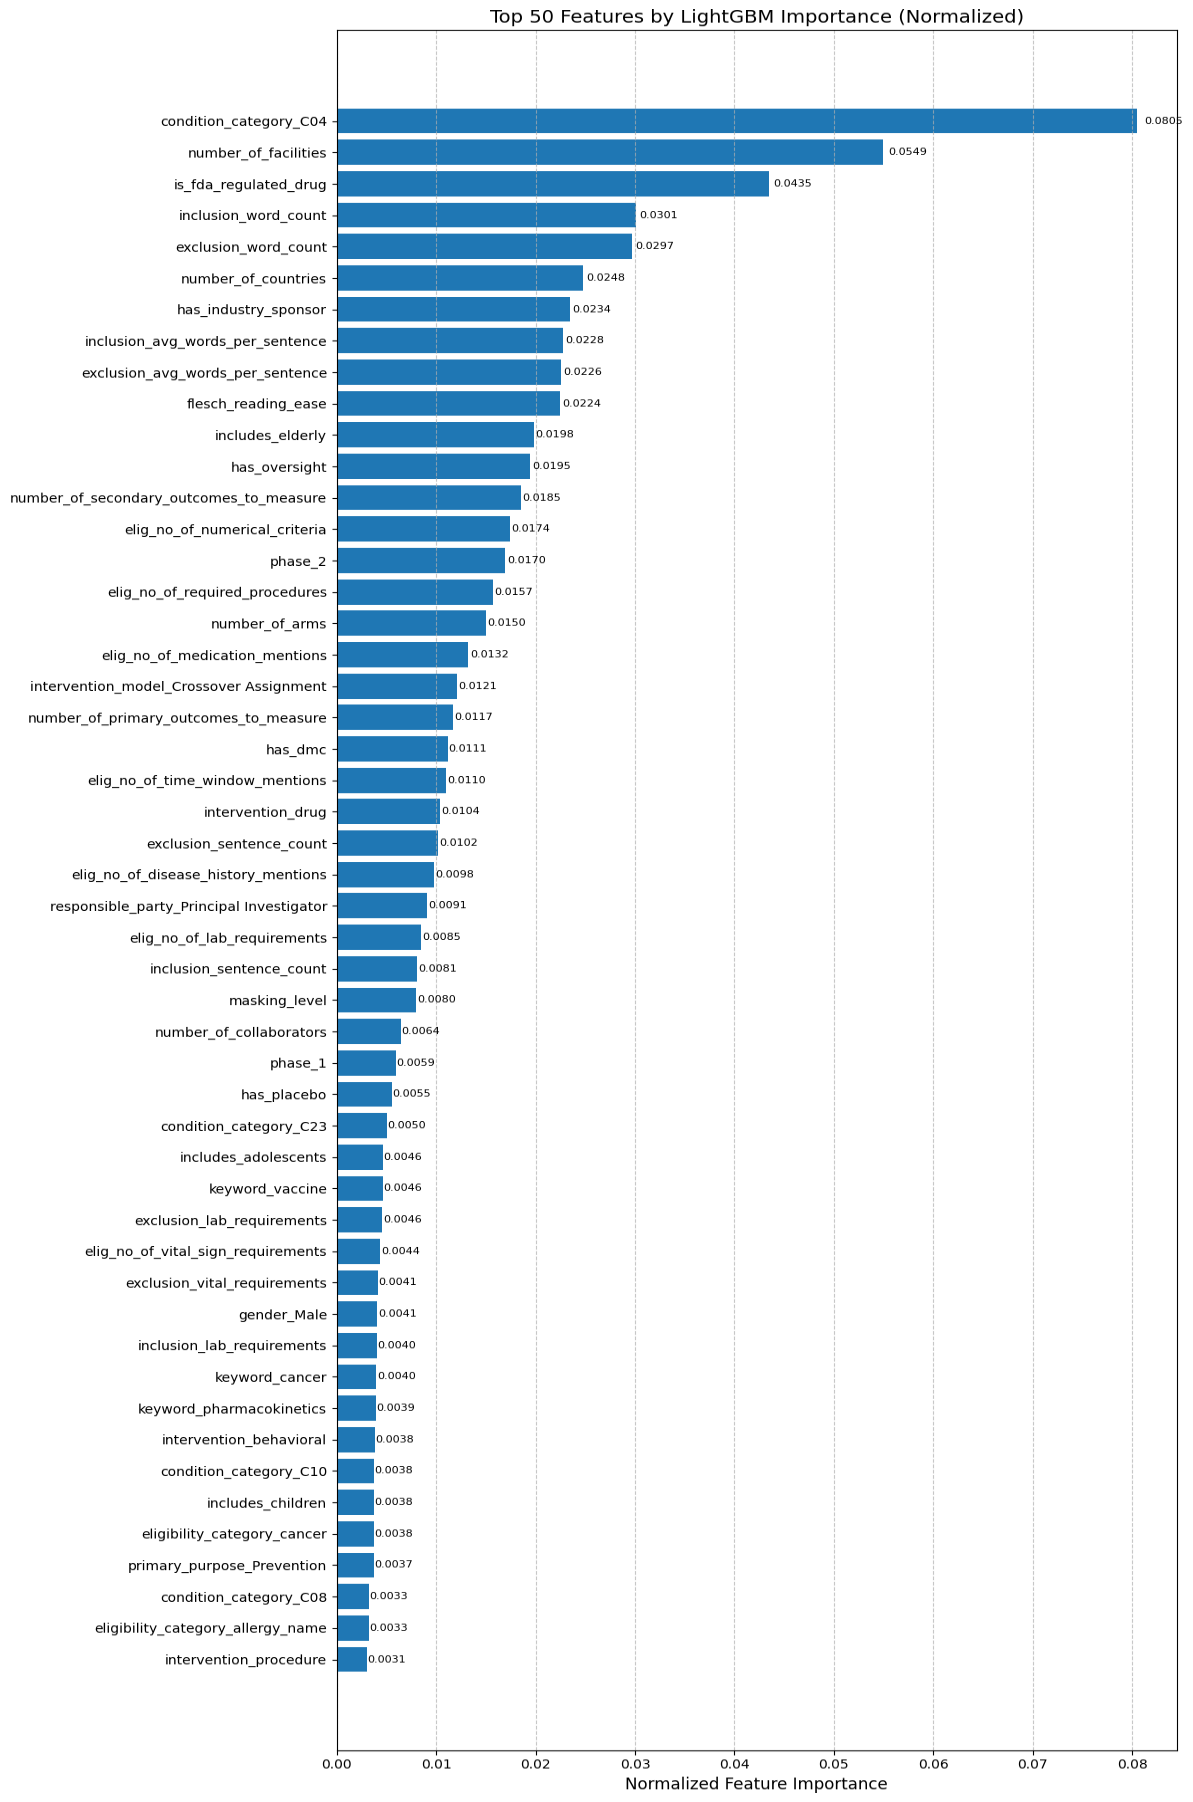 Top 50 Features by LightGBM Importance (Normalized)
condition_category_C04 0.0805
number_of_facilities 0.0549
is_fda_regulated_drug 0.0435
inclusion_word_count 0.0301
exclusion_word_count 0.0297
number_of_countries 0.0248
has_industry_sponsor 0.0234
inclusion_avg_words_per_sentence 0.0228
exclusion_avg_words_per_sentence 0.0226
flesch_reading_ease 0.0224
includes_elderly 0.0198
has_oversight 0.0195
number_of_secondary_outcomes_to_measure 0.0185
elig_no_of_numerical_criteria 0.0174
phase_2 0.0170
elig_no_of_required_procedures 0.0157
number_of_arms 0.0150
elig_no_of_medication_mentions 0.0132
intervention_model_Crossover Assignment 0.0121
number_of_primary_outcomes_to_measure 0.0117
has_dmc 0.0111
elig_no_of_time_window_mentions 0.0110
intervention_drug 0.0104
exclusion_sentence_count 0.0102
elig_no_of_disease_history_mentions 0.0098
responsible_party_Principal Investigator 0.0091
elig_no_of_lab_requirements 0.0085
inclusion_sentence_count 0.0081
masking_level 0.0080
number_of_collaborators 0.0064
phase_1 0.0059
has_placebo 0.0055
condition_category_C23 0.0050
includes_adolescents 0.0046
keyword_vaccine 0.0046
exclusion_lab_requirements 0.0046
elig_no_of_vital_sign_requirements 0.0044
exclusion_vital_requirements 0.0041
gender_Male 0.0041
inclusion_lab_requirements 0.0040
keyword_cancer 0.0040
keyword_pharmacokinetics 0.0039
intervention_behavioral 0.0038
condition_category_C10 0.0038
includes_children 0.0038
eligibility_category_cancer 0.0038
primary_purpose_Prevention 0.0037
condition_category_C08 0.0033
eligibility_category_allergy_name 0.0033
intervention_procedure 0.0031
0.00 0.01 0.02 0.03 0.04 0.05 0.06 0.07 0.08
Normalized Feature Importance